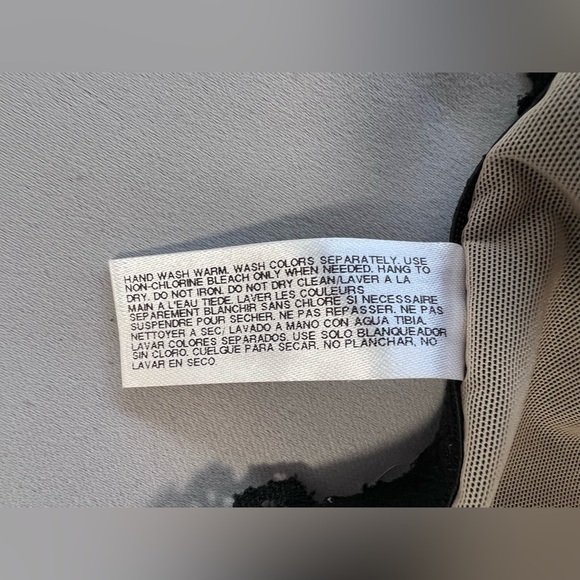 HAND WASH WARM. WASH COLORS SEPARATELY. USE
NON-CHLORINE BLEACH ONLY WHEN NEEDED. HANG TO
DRY. DO NOT IRON. DO NOT DRY CLEAN/LAVER A LA
MAIN A L'EAU TIEDE. LAVER LES COULEURS
SEPAREMENT BLANCHIR SANS CHLORE SI NECESSAIRE
SUSPENDRE POUR SECHER. NE PAS REPASSER. NE PAS
NETTOYER A SEC/ LAVADO A MANO CON AGUA TIBIA.
LAVAR COLORES SEPARADOS. USE SOLO BLANQUEADOR
SIN CLORO. CUELGUE PARA SECAR. NO PLANCHAR, NO
LAVAR EN SECO.